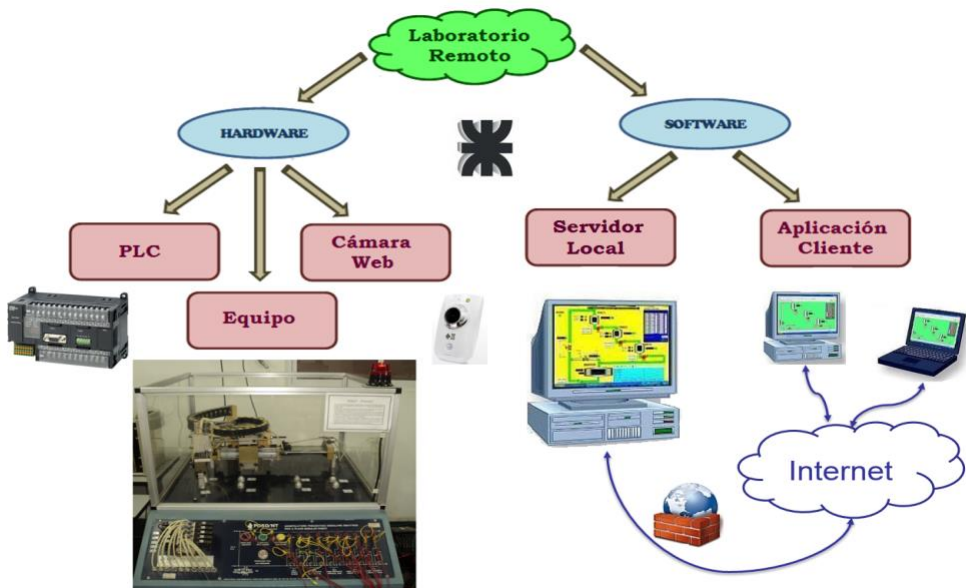 Laboratorio
Remoto
HARDWARE
SOFTWARE
PLC
Cámara
Web
Equipo
Servidor
Local
Aplicación
Cliente
Internet